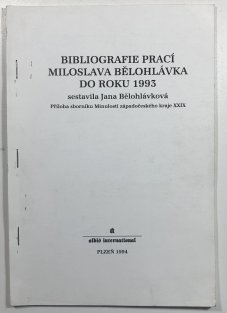 BIBLIOGRAFIE PRACÍ
MILOSLAVA BĚLOHLÁVKA
DO ROKU 1993
sestavila Jana Bělohlávková
Příloha sborníku Minulostí západočeského kraje XXIX
albis international
PLZEŇ 1994